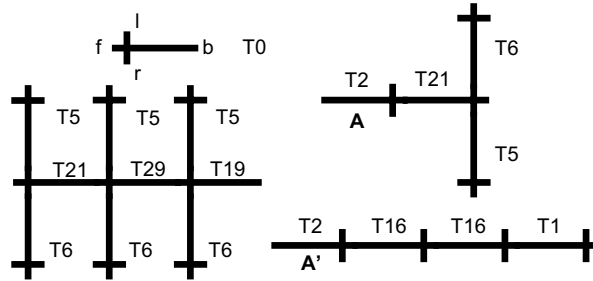 l
f b T0
r
T5 T5 T5
T21 T29 T19
T6 T6 T6
T6
T2 T21
A
T5
T2 T16 T16 T1
A’